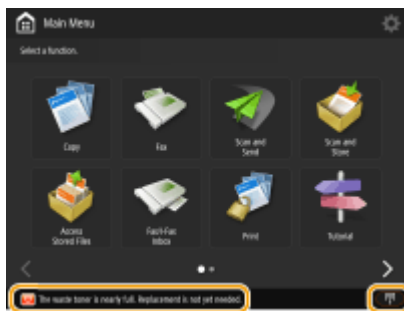 Main Menu
Select a function.
Copy
Fax
Scan and
Send
Scan and
Store
Access
Stored Files
Fax/I-Fax
Inbox
Print
Tutorial
The waste toner is nearly full. Replacement is not yet needed.